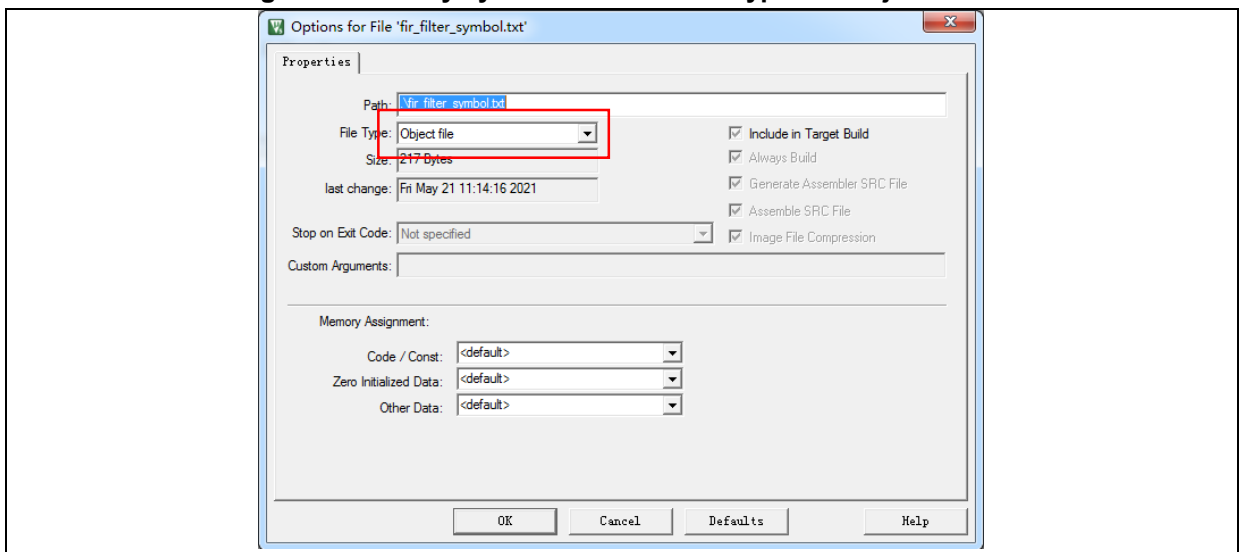 Options for File 'fir_filter_symbol.txt'
Properties
Path: .\fir_filter_symbol.txt
File Type: Object file
Include in Target Build
Size: 217 Bytes
Always Build
last change: Fri May 21 11:14:16 2021
Generate Assembler SRC File
Assemble SRC File
Stop on Exit Code: Not specified
Image File Compression
Custom Arguments:
Memory Assignment:
Code / Const: <default>
Zero Initialized Data: <default>
Other Data: <default>
OK Cancel Defaults Help